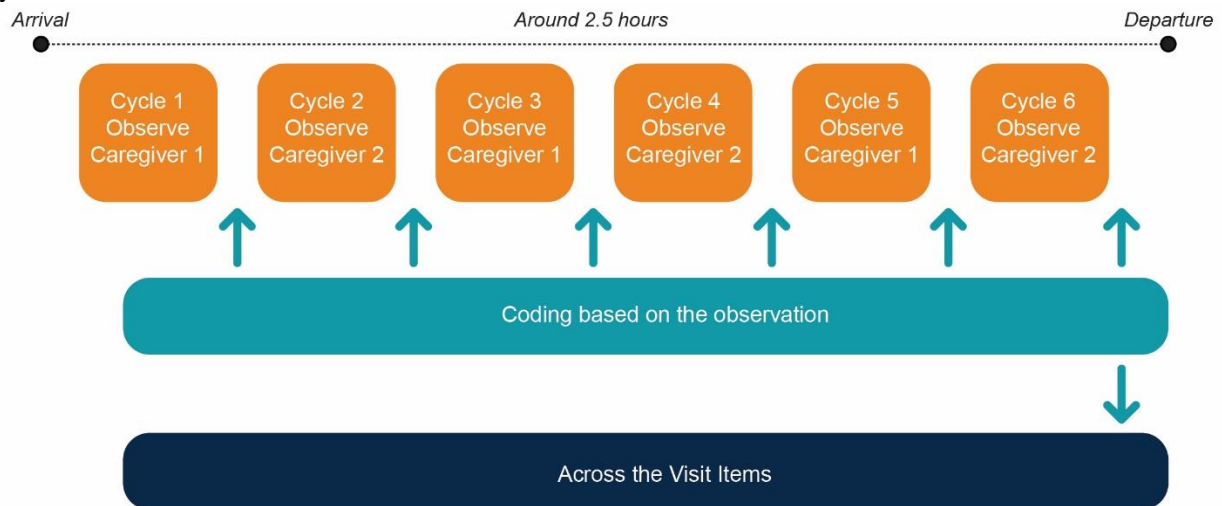 Arrival
Around 2.5 hours
Departure
Cycle 1
Observe
Caregiver 1
Cycle 2
Observe
Caregiver 2
Cycle 3
Observe
Caregiver 1
Cycle 4
Observe
Caregiver 2
Cycle 5
Observe
Caregiver 1
Cycle 6
Observe
Caregiver 2
Coding based on the observation
Across the Visit Items